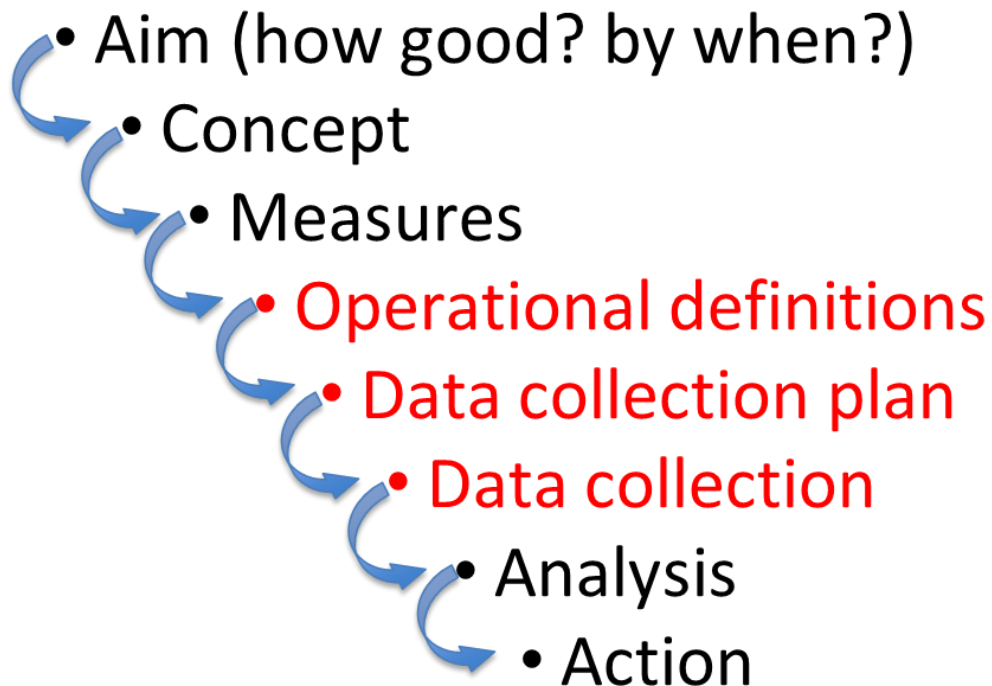 • Aim (how good? by when?)
• Concept
• Measures
• Operational definitions
• Data collection plan
• Data collection
• Analysis
• Action